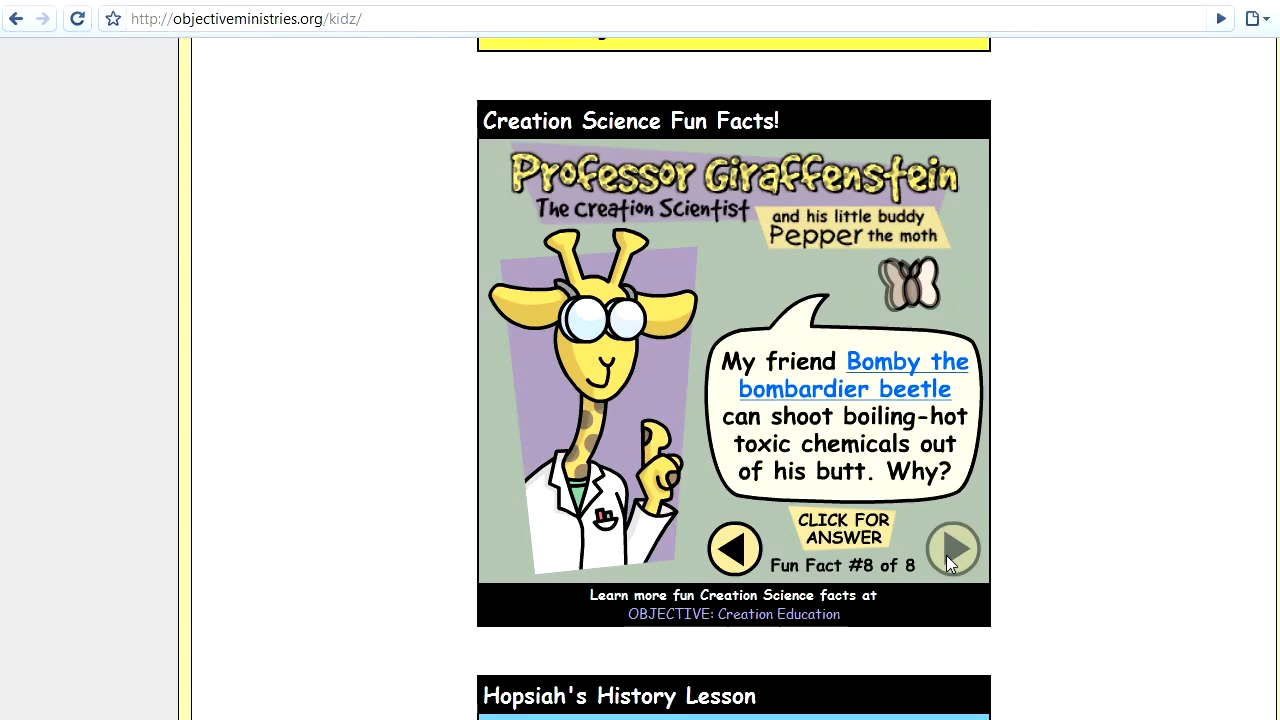 http://objectiveministries.org/kidz/
Creation Science Fun Facts!
Professor Giraffenstein
The Creation Scientist
and his little buddy
Pepper the moth
My friend Bomby the
bombardier beetle
can shoot boiling-hot
toxic chemicals out
of his butt. Why?
CLICK FOR
ANSWER
Fun Fact #8 of 8
Learn more fun Creation Science facts at
OBJECTIVE: Creation Education
Hopsiah's History Lesson